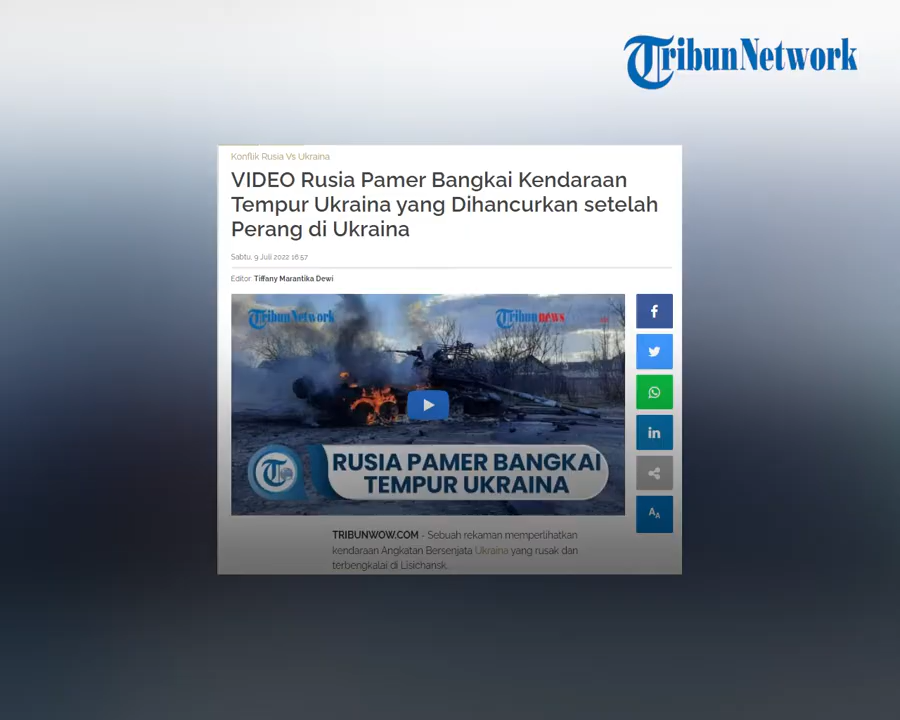 Tribun Network
Konflik Rusia Vs Ukraina
VIDEO Rusia Pamer Bangkai Kendaraan
Tempur Ukraina yang Dihancurkan setelah
Perang di Ukraina
Sabtu, 9 Juli 2022 16:57
Editor: Tiffany Marantika Dewi
TribunNetwork
Tribunnews
RUSIA PAMER BANGKAI
TEMPUR UKRAINA
TRIBUNWOW.COM - Sebuah rekaman memperlihatkan
kendaraan Angkatan Bersenjata Ukraina yang rusak dan
terbengkalai di Lisichansk.